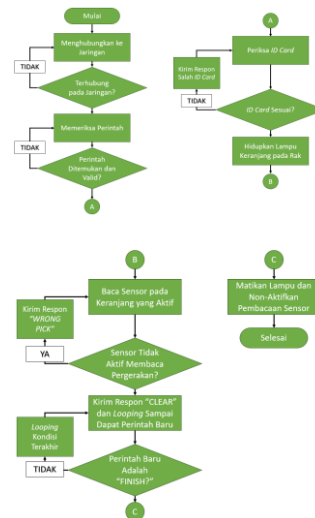 Mulai
Menghubungkan ke
Jaringan
TIDAK
Terhubung
pada Jaringan?
Memeriksa Perintah
TIDAK
Perintah
Ditemukan dan
Valid?
A
A
Periksa ID Card
Kirim Respon
Salah ID Card
TIDAK
ID Card Sesuai?
Hidupkan Lampu
Keranjang pada Rak
B
B
Baca Sensor pada
Keranjang yang Aktif
Kirim Respon
"WRONG
PICK"
YA
Sensor Tidak
Aktif Membaca
Pergerakan?
Kirim Respon "CLEAR"
dan Looping Sampai
Dapat Perintah Baru
Looping
Kondisi
Terakhir
TIDAK
Perintah Baru
Adalah
"FINISH?"
C
C
Matikan Lampu dan
Non-Aktifkan
Pembacaan Sensor
Selesai